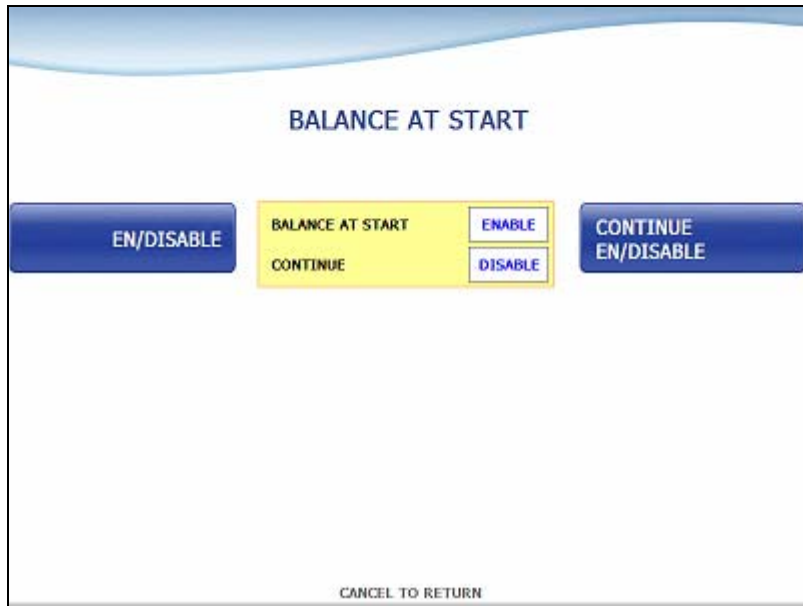 BALANCE AT START
EN/DISABLE
BALANCE AT START ENABLE
CONTINUE DISABLE
CONTINUE
EN/DISABLE
CANCEL TO RETURN